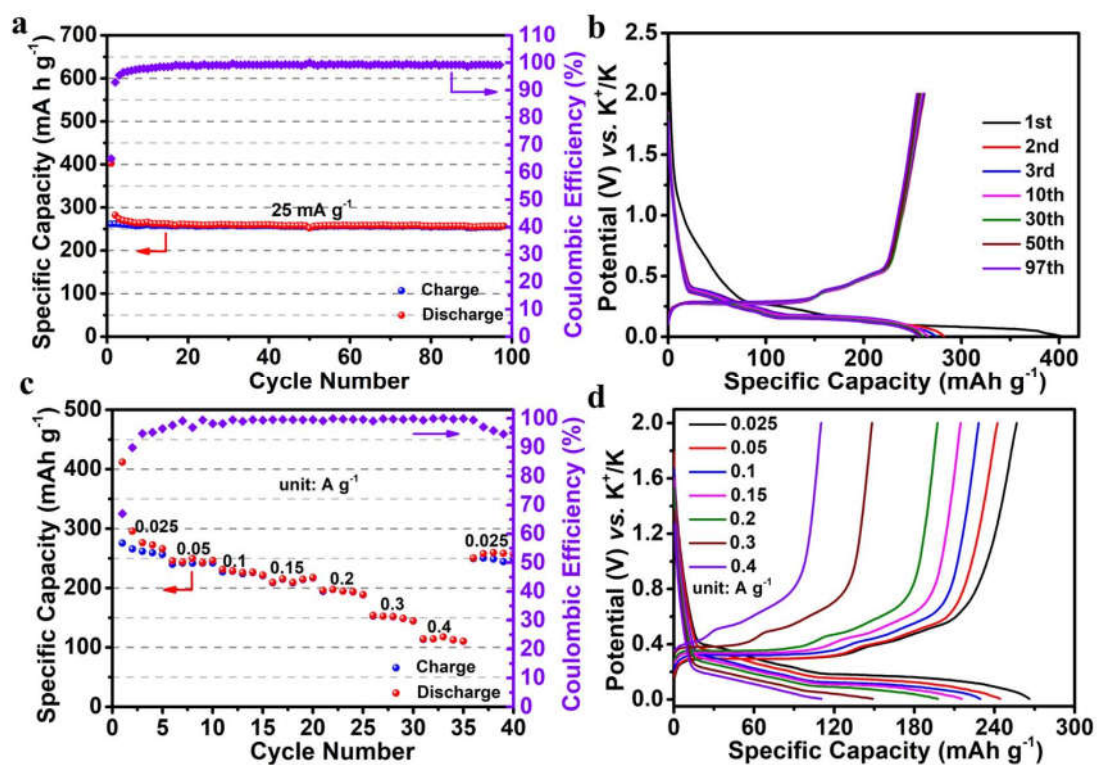 a
700
600
500
400
300
200
100
0
Specific Capacity (mA h g⁻¹)
0 20 40 60 80 100
Cycle Number
110
100
90
80
70
60
50
40
30
20
10
0
Coulombic Efficiency (%)
25 mA g⁻¹
Charge
Discharge
b
2.5
2.0
1.5
1.0
0.5
0.0
Potential (V) vs. K⁺/K
0 100 200 300 400
Specific Capacity (mAh g⁻¹)
1st
2nd
3rd
10th
30th
50th
97th
c
500
400
300
200
100
0
Specific Capacity (mAh g⁻¹)
0 5 10 15 20 25 30 35 40
Cycle Number
100
90
80
70
60
50
40
30
20
10
0
Coulombic Efficiency (%)
unit: A g⁻¹
0.025
0.05
0.1
0.15
0.2
0.3
0.4
0.025
Charge
Discharge
d
2.0
1.6
1.2
0.8
0.4
0.0
Potential (V) vs. K⁺/K
0 60 120 180 240 300
Specific Capacity (mAh g⁻¹)
0.025
0.05
0.1
0.15
0.2
0.3
0.4
unit: A g⁻¹